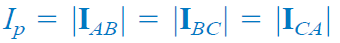 I_p = |𝐈_AB| = |𝐈_BC| = |𝐈_CA|